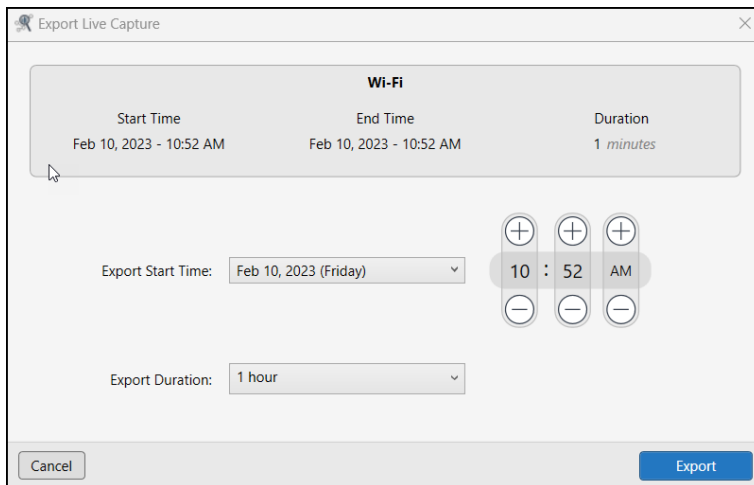 Export Live Capture
Wi-Fi
Start Time End Time Duration
Feb 10, 2023 - 10:52 AM Feb 10, 2023 - 10:52 AM 1 minutes
Export Start Time: Feb 10, 2023 (Friday) 10 : 52 AM
Export Duration: 1 hour
Cancel Export